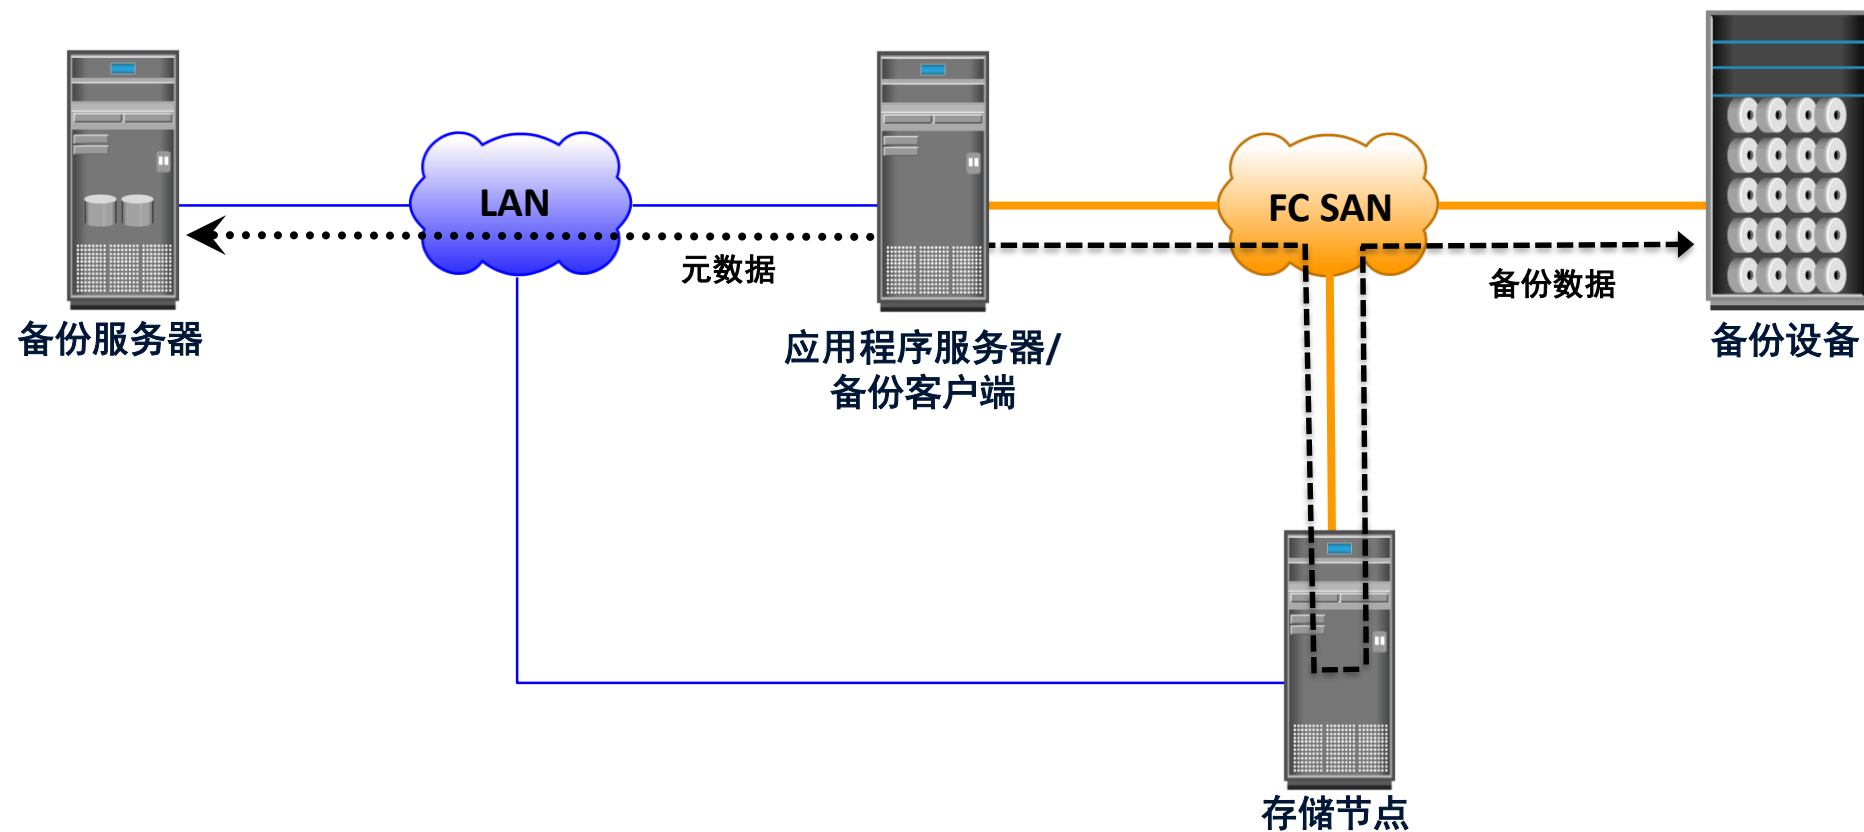 LAN
FC SAN
元数据
备份数据
备份服务器
应用程序服务器/
备份客户端
备份设备
存储节点